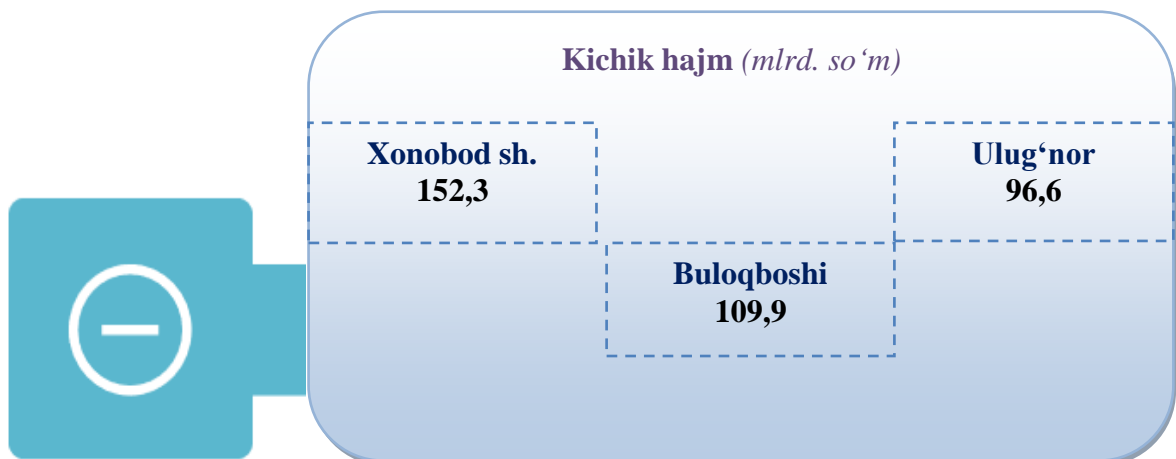 Kichik hajm (mlrd. so‘m)
Xonobod sh.
152,3
Ulug‘nor
96,6
Buloqboshi
109,9